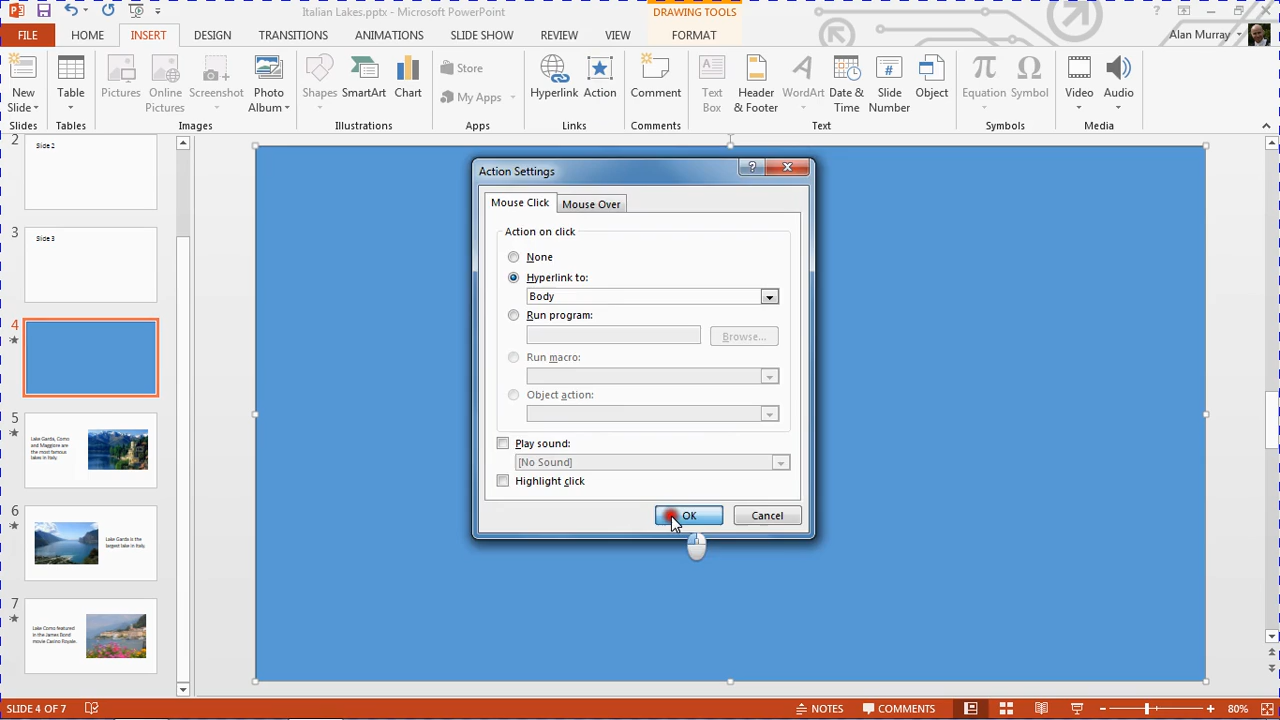 Italian Lakes.pptx - Microsoft PowerPoint
DRAWING TOOLS
FILE HOME INSERT DESIGN TRANSITIONS ANIMATIONS SLIDE SHOW REVIEW VIEW FORMAT Alan Murray
New Slide
Table
Pictures
Online Pictures
Screenshot
Photo Album
Shapes
SmartArt
Chart
Store
My Apps
Hyperlink
Action
Comment
Text Box
Header & Footer
WordArt
Date & Time
Slide Number
Object
Equation
Symbol
Video
Audio
Slides Tables Images Illustrations Apps Links Comments Text Symbols Media
2
Side 2
3
Side 3
4
5
Lake Garda, Como
and Maggiore are
the most famous
lakes in Italy.
6
Lake Garda is the
largest lake in Italy.
7
Lake Como featured
in the James Bond
movie Casino Royale.
Action Settings
Mouse Click Mouse Over
Action on click
None
Hyperlink to:
Body
Run program:
Browse...
Run macro:
Object action:
Play sound:
[No Sound]
Highlight click
OK Cancel
SLIDE 4 OF 7 NOTES COMMENTS 80%